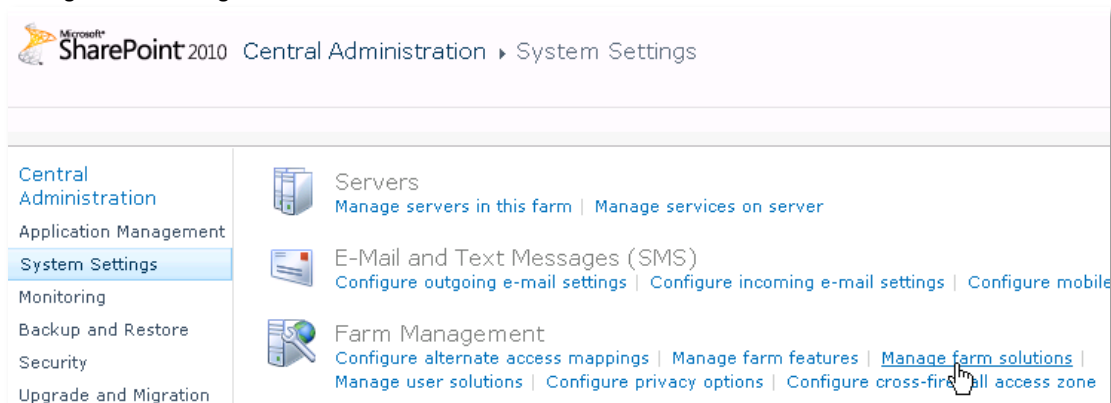 Microsoft®
SharePoint 2010 Central Administration ▸ System Settings
Central
Administration
Application Management
System Settings
Monitoring
Backup and Restore
Security
Upgrade and Migration
Servers
Manage servers in this farm | Manage services on server
E-Mail and Text Messages (SMS)
Configure outgoing e-mail settings | Configure incoming e-mail settings | Configure mobile
Farm Management
Configure alternate access mappings | Manage farm features | Manage farm solutions |
Manage user solutions | Configure privacy options | Configure access zone